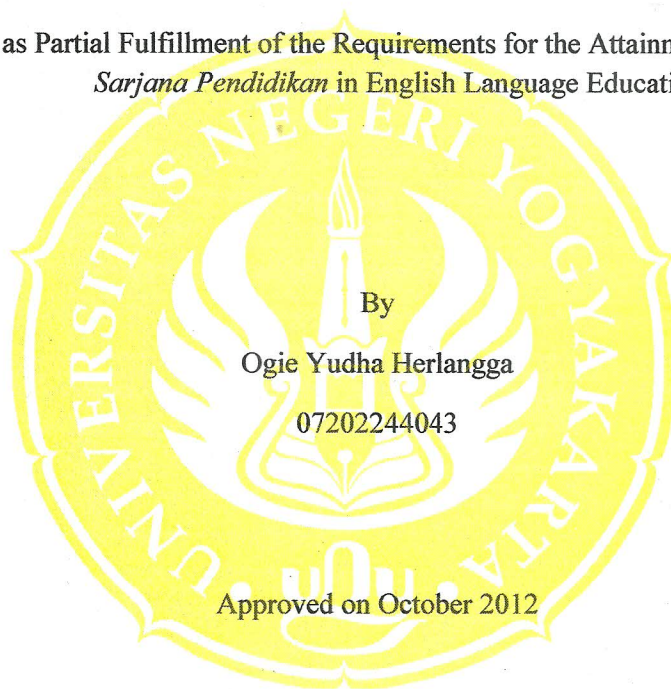 as Partial Fulfillment of the Requirements for the Attainm
Sarjana Pendidikan in English Language Educati
UNIVERSITAS NEGERI YOGYAKARTA
By
Ogie Yudha Herlangga
07202244043
Approved on October 2012